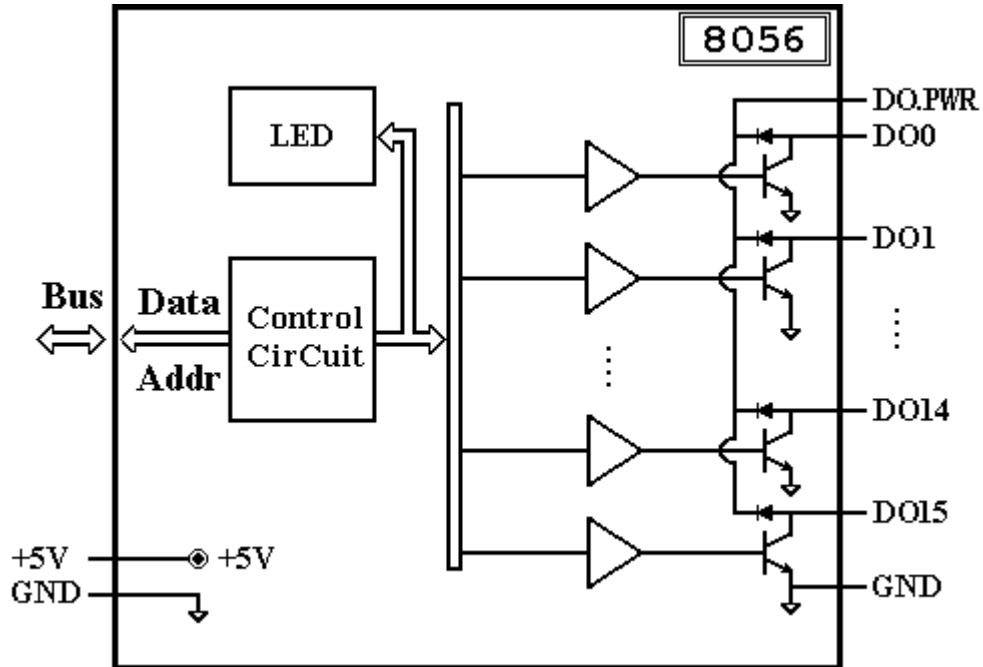 8056
DO.PWR
LED
DO0
DO1
Bus
Data
Control
CirCuit
Addr
DO14
DO15
+5V
+5V
GND
GND